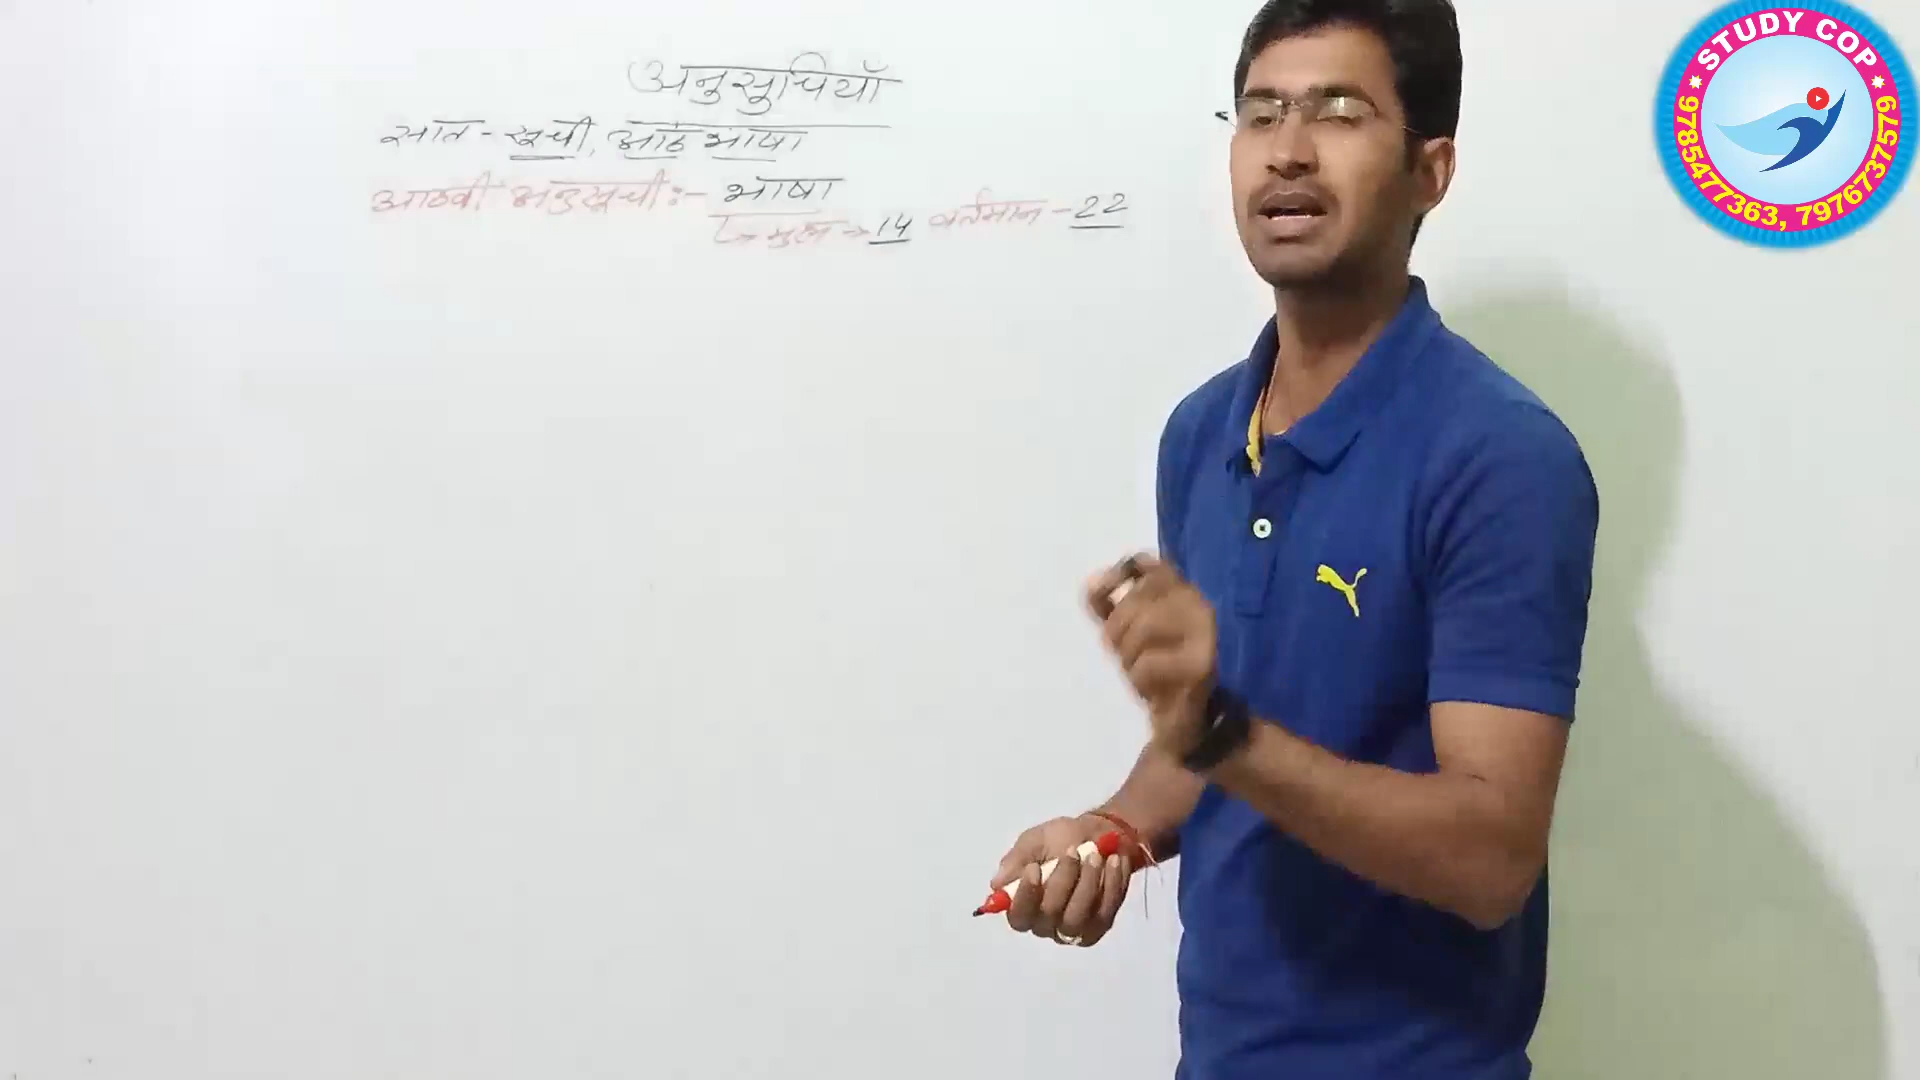 अनुसूचियाँ
सात - सूची, आठ भाषा
आठवीं अनुसूची :- भाषा
मूल → 14 वर्तमान - 22
STUDY COP
9785477363, 7976737579